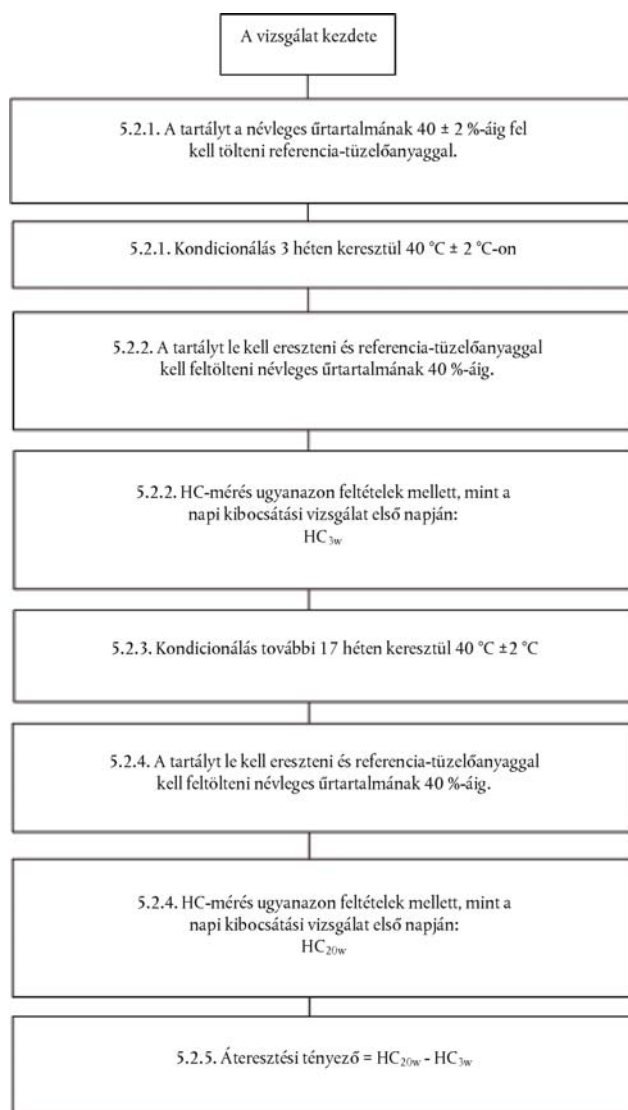 A vizsgálat kezdete
5.2.1. A tartályt a névleges űrtartalmának 40 ± 2 %-áig fel
kell tölteni referencia-tüzelőanyaggal.
5.2.1. Kondicionálás 3 héten keresztül 40 °C ± 2 °C-on
5.2.2. A tartályt le kell ereszteni és referencia-tüzelőanyaggal
kell feltölteni névleges űrtartalmának 40 %-áig.
5.2.2. HC-mérés ugyanazon feltételek mellett, mint a
napi kibocsátási vizsgálat első napján:
HC3w
5.2.3. Kondicionálás további 17 héten keresztül 40 °C ±2 °C
5.2.4. A tartályt le kell ereszteni és referencia-tüzelőanyaggal
kell feltölteni névleges űrtartalmának 40 %-áig.
5.2.4. HC-mérés ugyanazon feltételek mellett, mint a
napi kibocsátási vizsgálat első napján:
HC20w
5.2.5. Áteresztési tényező = HC20w - HC3w